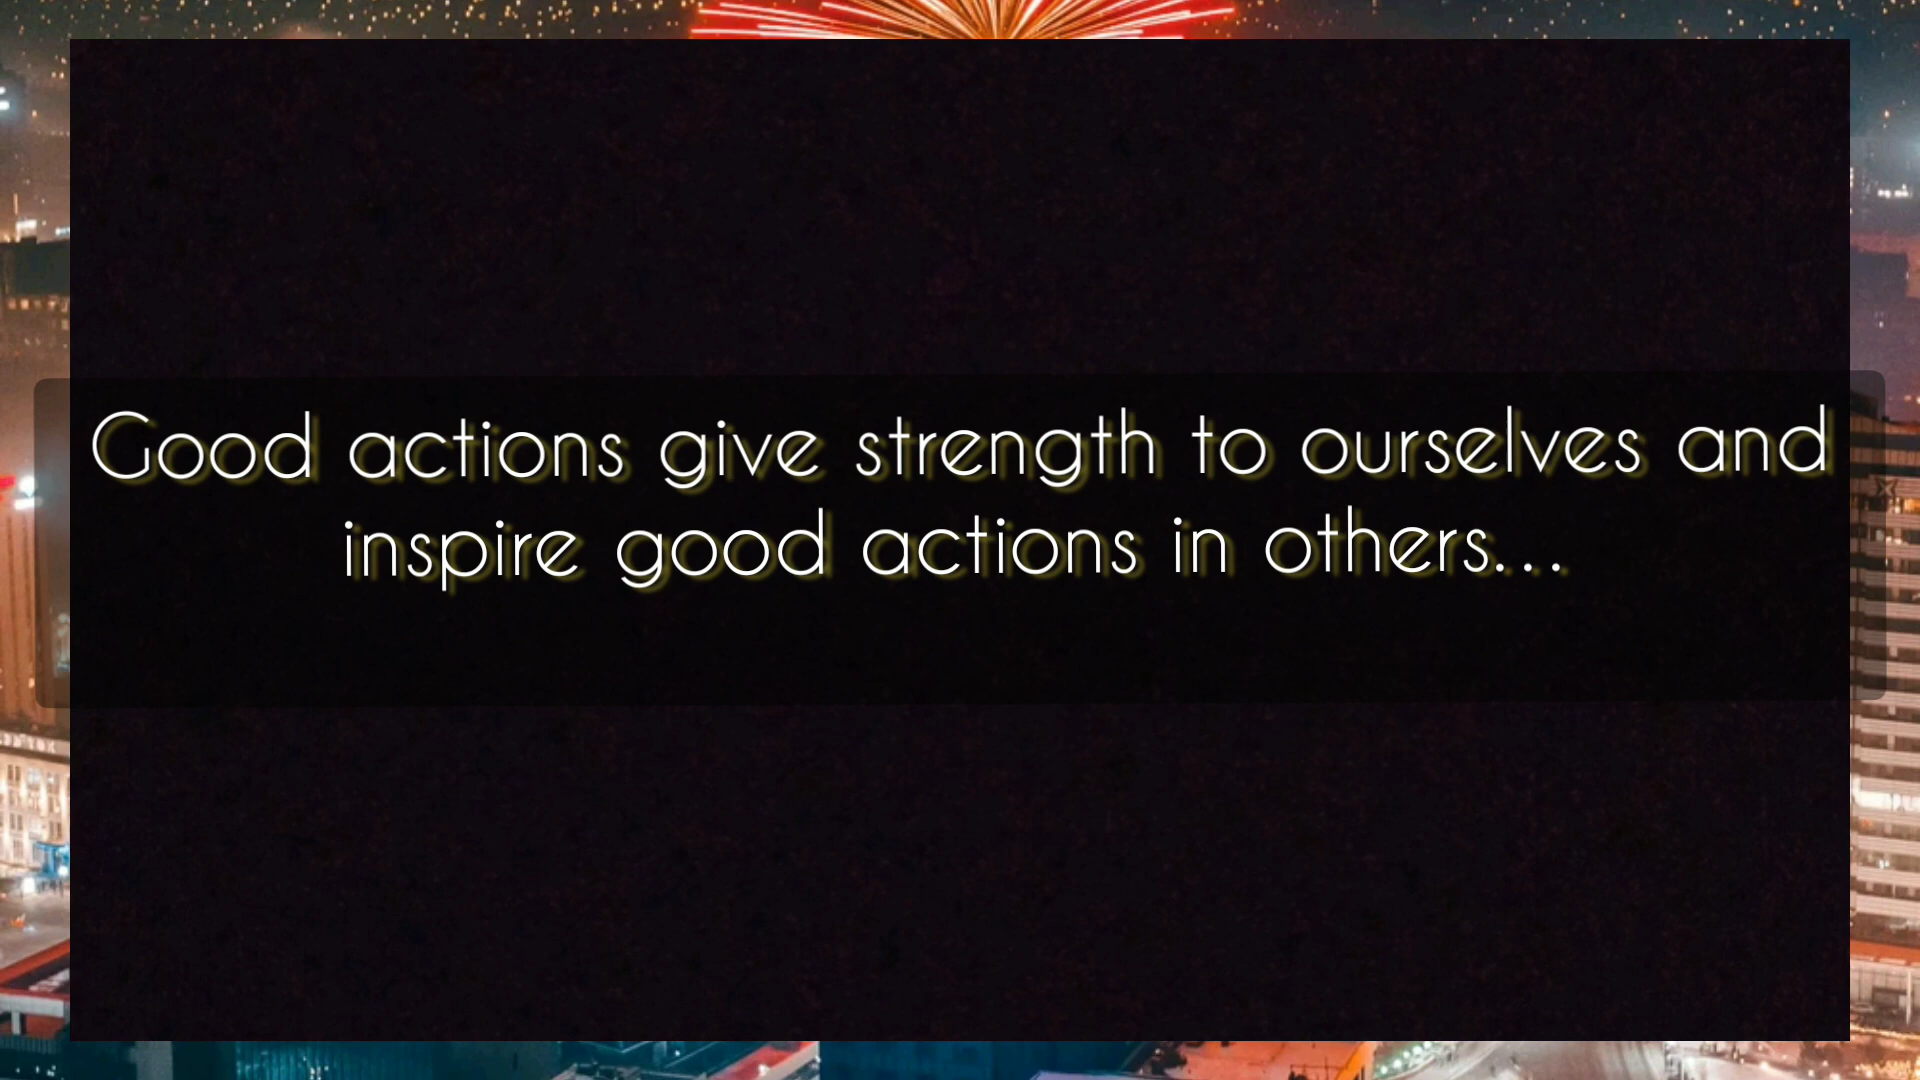 Good actions give strength to ourselves and
inspire good actions in others...